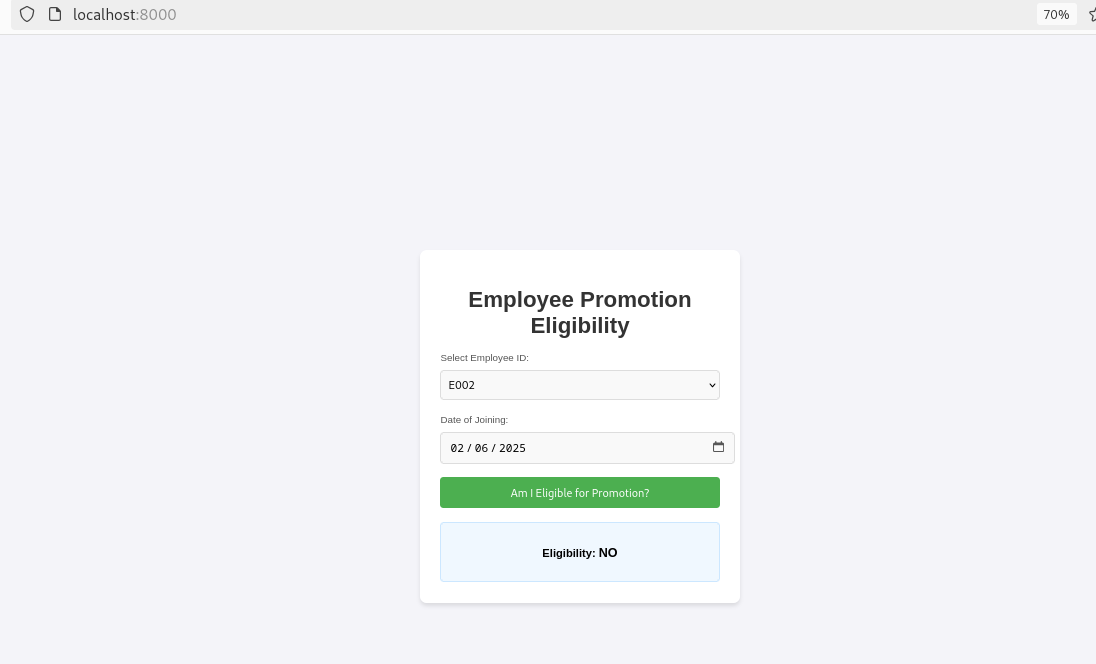 localhost:8000
70%
Employee Promotion
Eligibility
Select Employee ID:
E002
Date of Joining:
02 / 06 / 2025
Am I Eligible for Promotion?
Eligibility: NO